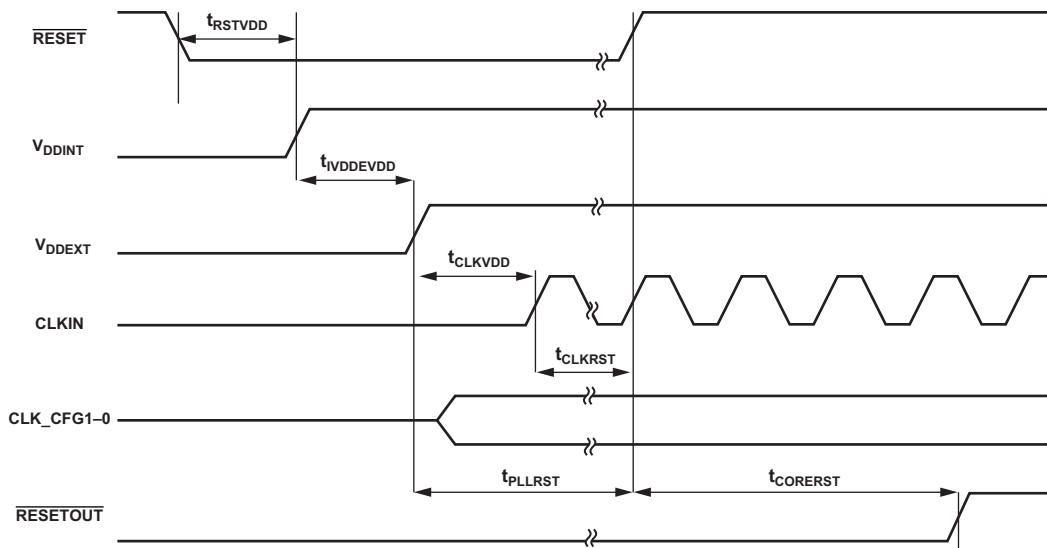 RESET
tRSTVDD
VDDINT
tIVDDEVDD
VDDEXT
tCLKVDD
CLKIN
tCLKRST
CLK_CFG1–0
tPLLRST
tCORERST
RESETOUT